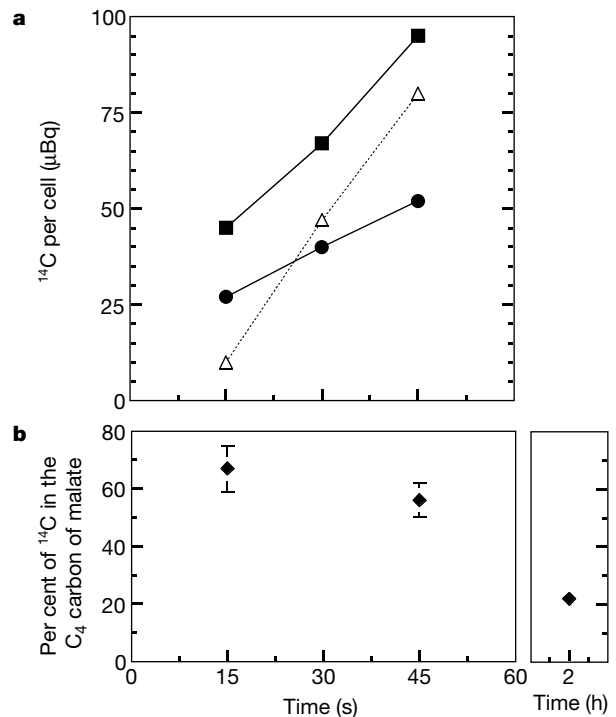 a
100
75
50
25
0
¹⁴C per cell (μBq)
b
80
60
40
20
0
Per cent of ¹⁴C in the
C₄ carbon of malate
0 15 30 45 60
Time (s)
2
Time (h)